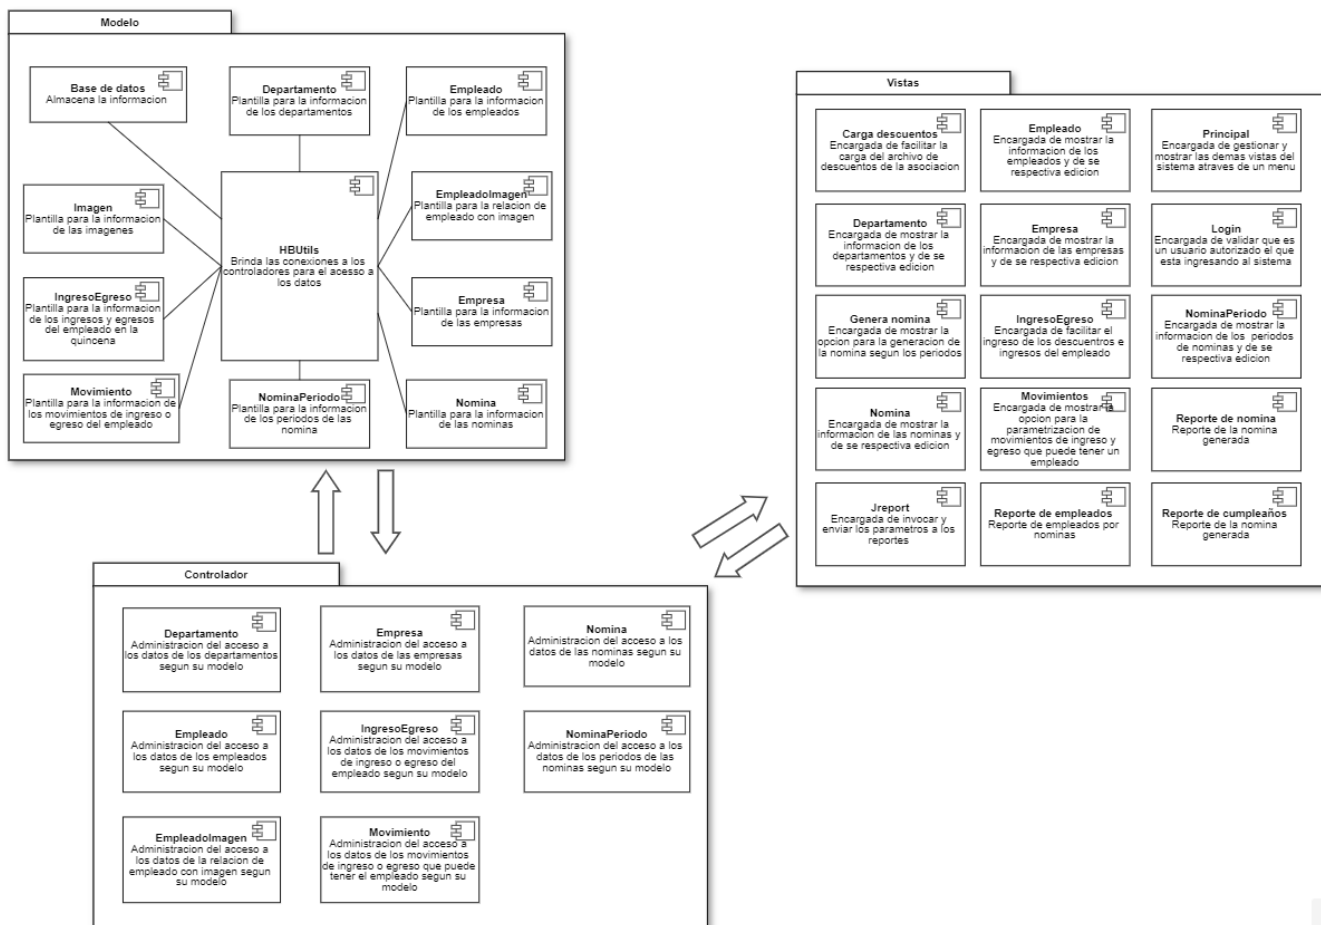 Modelo
Base de datos
Almacena la informacion
Departamento
Plantilla para la informacion
de los departamentos
Empleado
Plantilla para la informacion
de los empleados
Imagen
Plantilla para la informacion
de las imagenes
HBUtils
Brinda las conexiones a los
controladores para el acesso a
los datos
EmpleadoImagen
Plantilla para la relacion de
empleado con imagen
IngresoEgreso
Plantilla para la informacion
de los ingresos y egresos
del empleado en la
quincena
Empresa
Plantilla para la informacion
de las empresas
Movimiento
Plantilla para la informacion de
los movimientos de ingreso o
egreso del empleado
NominaPeriodo
Plantilla para la informacion
de los periodos de las
nomina
Nomina
Plantilla para la informacion
de las nominas
Vistas
Carga descuentos
Encargada de facilitar la
carga del archivo de
descuentos de la asociacion
Empleado
Encargada de mostrar la
informacion de los
empleados y de se
respectiva edicion
Principal
Encargada de gestionar y
mostrar las demas vistas del
sistema atraves de un menu
Departamento
Encargada de mostrar la
informacion de los
departamentos y de se
respectiva edicion
Empresa
Encargada de mostrar la
informacion de las empresas
y de se respectiva edicion
Login
Encargada de validar que es
un usuario autorizado el que
esta ingresando al sistema
Genera nomina
Encargada de mostrar la
opcion para la generacion de
la nomina segun los periodos
IngresoEgreso
Encargada de facilitar el
ingreso de los descuentros e
ingresos del empleado
NominaPeriodo
Encargada de mostrar la
informacion de los periodos
de nominas y de se
respectiva edicion
Nomina
Encargada de mostrar la
informacion de las nominas y
de se respectiva edicion
Movimientos
Encargada de mostrar la
opcion para la
parametrizacion de
movimientos de ingreso y
egreso que puede tener un
empleado
Reporte de nomina
Reporte de la nomina
generada
Jreport
Encargada de invocar y
enviar los parametros a los
reportes
Reporte de empleados
Reporte de empleados por
nominas
Reporte de cumpleaños
Reporte de la nomina
generada
Controlador
Departamento
Administracion del acceso a
los datos de los departamentos
segun su modelo
Empresa
Administracion del acceso a
los datos de las empresas
segun su modelo
Nomina
Administracion del acceso a los
datos de las nominas segun su
modelo
Empleado
Administracion del acceso a
los datos de los empleados
segun su modelo
IngresoEgreso
Administracion del acceso a
los datos de los movimientos
de ingreso o egreso del
empleado segun su modelo
NominaPeriodo
Administracion del acceso a los
datos de los periodos de las
nominas segun su modelo
EmpleadoImagen
Administracion del acceso a
los datos de la relacion de
empleado con imagen segun
su modelo
Movimiento
Administracion del acceso a
los datos de los movimientos
de ingreso o egreso que puede
tener el empleado segun su
modelo